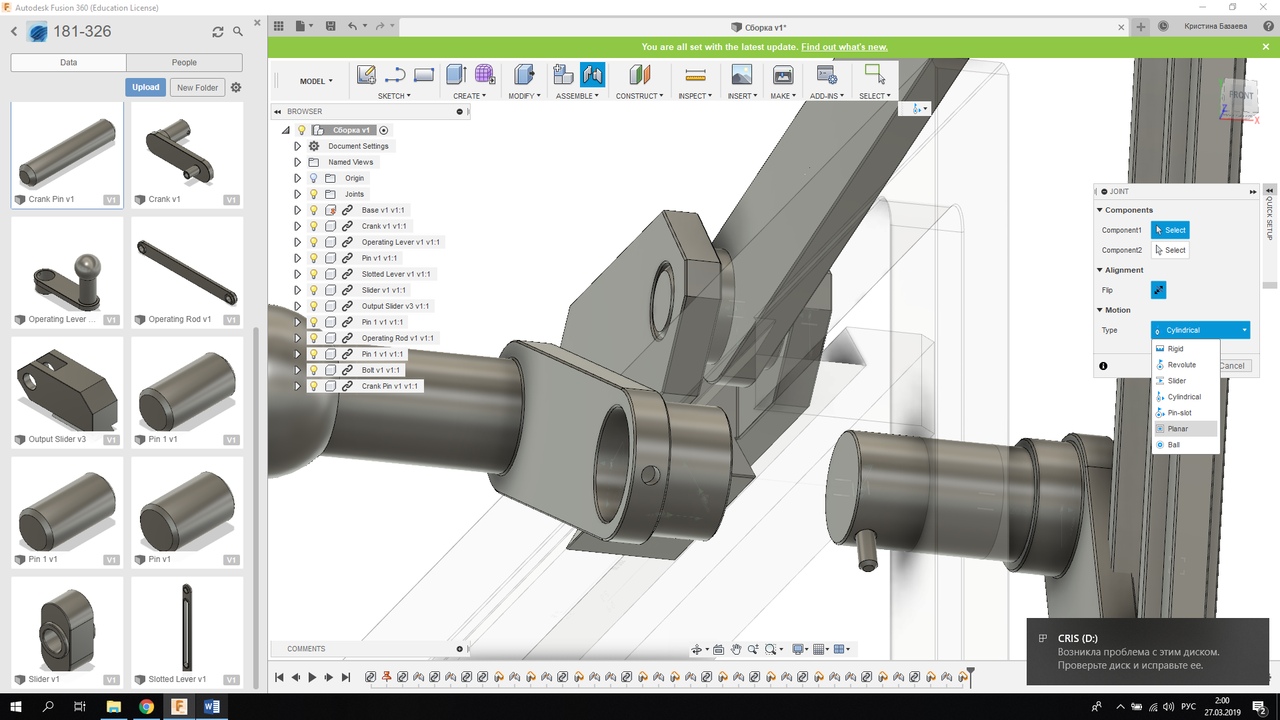 Autodesk Fusion 360 (Education License)
181-326
Data
People
Upload
New Folder
Crank Pin v1
V1
Crank v1
V1
Operating Lever ...
V1
Operating Rod v1
V1
Output Slider v3
V1
Pin 1 v1
V1
Pin 1 v1
V1
Pin v1
V1
Slider v1
V1
Slotted Lever v1
V1
Сборка v1*
Кристина Базаева
You are all set with the latest update. Find out what's new.
MODEL
SKETCH
CREATE
MODIFY
ASSEMBLE
CONSTRUCT
INSPECT
INSERT
MAKE
ADD-INS
SELECT
FRONT
Z
X
BROWSER
Сборка v1
Document Settings
Named Views
Origin
Joints
Base v1 v1:1
Crank v1 v1:1
Operating Lever v1 v1:1
Pin v1 v1:1
Slotted Lever v1 v1:1
Slider v1 v1:1
Output Slider v3 v1:1
Pin 1 v1 v1:1
Operating Rod v1 v1:1
Pin 1 v1 v1:1
Bolt v1 v1:1
Crank Pin v1 v1:1
JOINT
QUICK SETUP
Components
Component1
Select
Component2
Select
Alignment
Flip
Motion
Type
Cylindrical
Rigid
Revolute
Slider
Cylindrical
Pin-slot
Planar
Ball
Cancel
COMMENTS
CRIS (D:)
Возникла проблема с этим диском.
Проверьте диск и исправьте ее.
РУС
2:00
27.03.2019
2